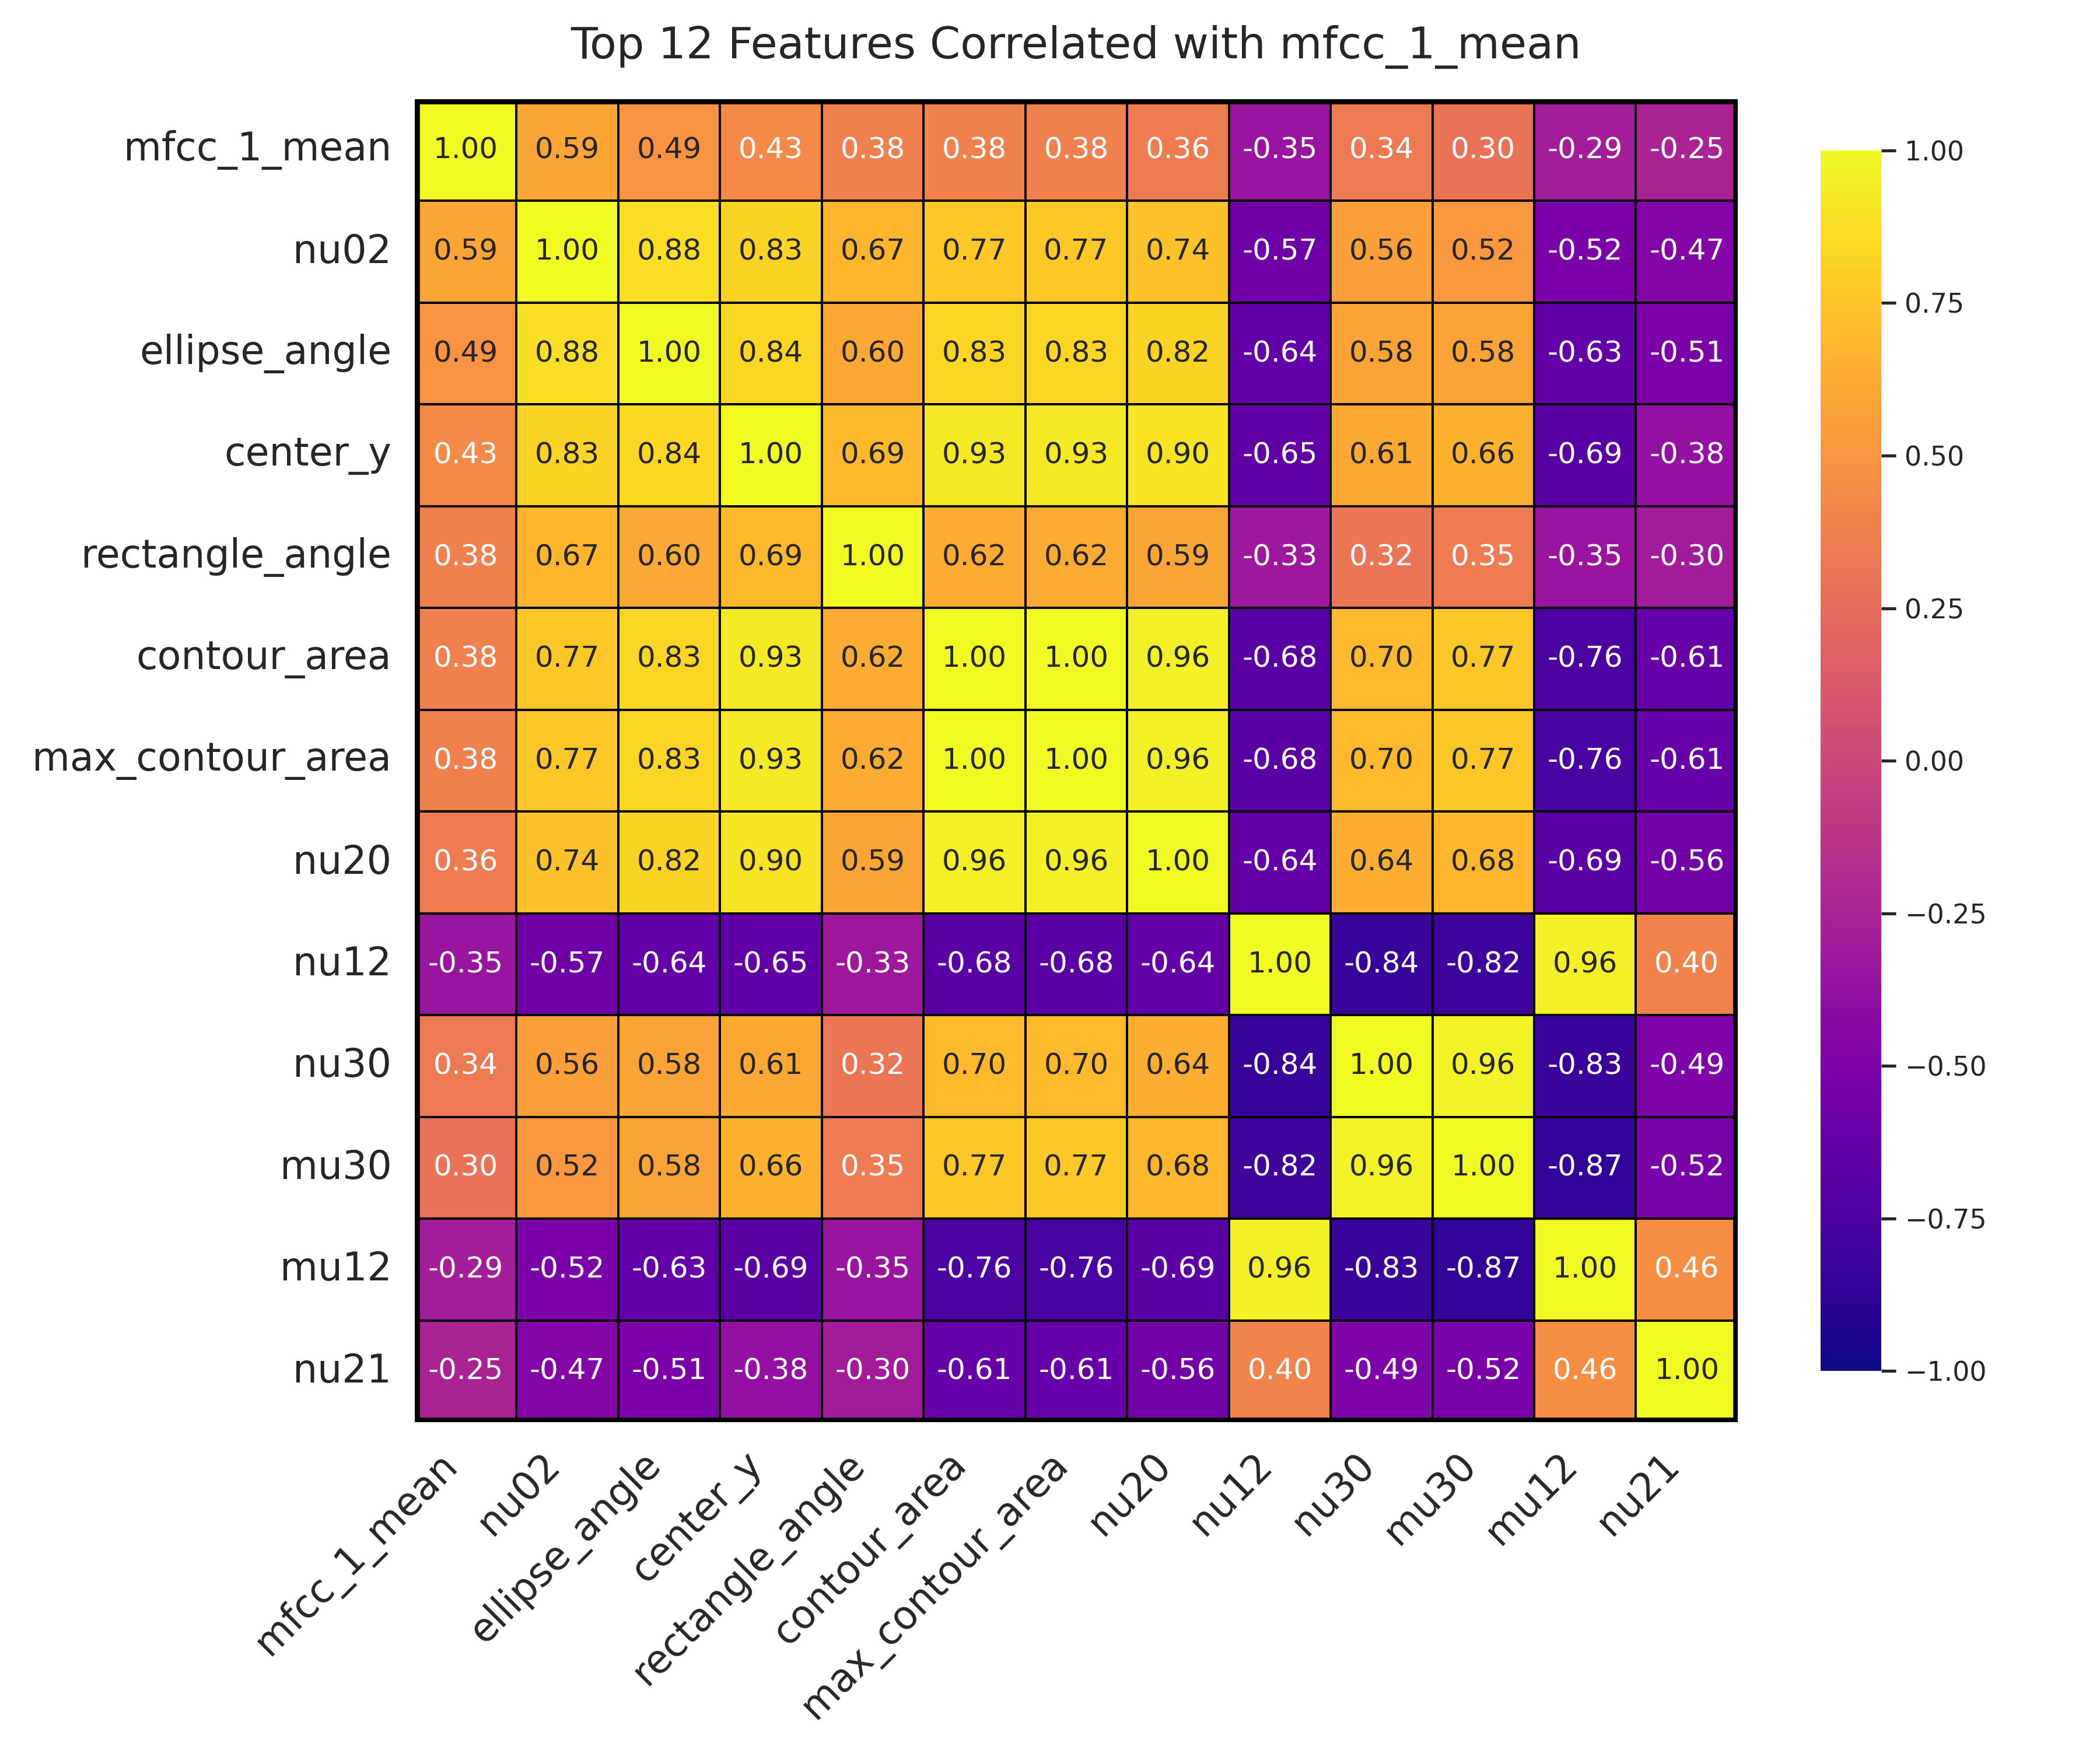 Top 12 Features Correlated with mfcc_1_mean
mfcc_1_mean 1.00 0.59 0.49 0.43 0.38 0.38 0.38 0.36 -0.35 0.34 0.30 -0.29 -0.25
nu02 0.59 1.00 0.88 0.83 0.67 0.77 0.77 0.74 -0.57 0.56 0.52 -0.52 -0.47
ellipse_angle 0.49 0.88 1.00 0.84 0.60 0.83 0.83 0.82 -0.64 0.58 0.58 -0.63 -0.51
center_y 0.43 0.83 0.84 1.00 0.69 0.93 0.93 0.90 -0.65 0.61 0.66 -0.69 -0.38
rectangle_angle 0.38 0.67 0.60 0.69 1.00 0.62 0.62 0.59 -0.33 0.32 0.35 -0.35 -0.30
contour_area 0.38 0.77 0.83 0.93 0.62 1.00 1.00 0.96 -0.68 0.70 0.77 -0.76 -0.61
max_contour_area 0.38 0.77 0.83 0.93 0.62 1.00 1.00 0.96 -0.68 0.70 0.77 -0.76 -0.61
nu20 0.36 0.74 0.82 0.90 0.59 0.96 0.96 1.00 -0.64 0.64 0.68 -0.69 -0.56
nu12 -0.35 -0.57 -0.64 -0.65 -0.33 -0.68 -0.68 -0.64 1.00 -0.84 -0.82 0.96 0.40
nu30 0.34 0.56 0.58 0.61 0.32 0.70 0.70 0.64 -0.84 1.00 0.96 -0.83 -0.49
mu30 0.30 0.52 0.58 0.66 0.35 0.77 0.77 0.68 -0.82 0.96 1.00 -0.87 -0.52
mu12 -0.29 -0.52 -0.63 -0.69 -0.35 -0.76 -0.76 -0.69 0.96 -0.83 -0.87 1.00 0.46
nu21 -0.25 -0.47 -0.51 -0.38 -0.30 -0.61 -0.61 -0.56 0.40 -0.49 -0.52 0.46 1.00
mfcc_1_mean
nu02
ellipse_angle
center_y
rectangle_angle
contour_area
max_contour_area
nu20
nu12
nu30
mu30
mu12
nu21
1.00
0.75
0.50
0.25
0.00
−0.25
−0.50
−0.75
−1.00